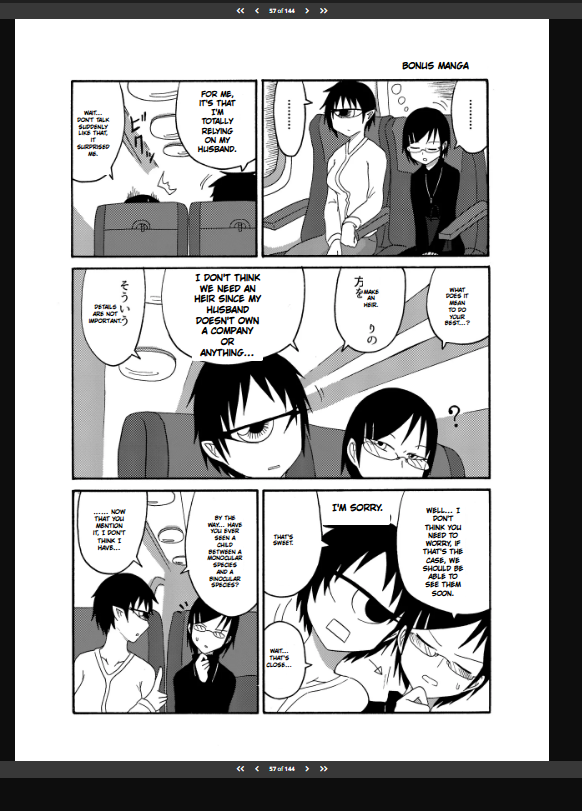 57 of 144
BONUS MANGA
............
............
FOR ME,
IT'S THAT
I'M
TOTALLY
RELYING
ON MY
HUSBAND.
ビクッ
WAIT...
DON'T TALK
SUDDENLY
LIKE THAT,
IT
SURPRISED
ME.
WHAT
DOES IT
MEAN
TO DO
YOUR
BEST...?
方を
MAKE
AN
HEIR.
りの
I DON'T THINK
WE NEED AN
HEIR SINCE MY
HUSBAND
DOESN'T OWN
A COMPANY
OR
ANYTHING...
そういう
DETAILS
ARE NOT
IMPORTANT.
?
WELL... I
DON'T
THINK YOU
NEED TO
WORRY, IF
THAT'S THE
CASE, WE
SHOULD BE
ABLE TO
SEE THEM
SOON.
I'M SORRY.
THAT'S
SWEET.
WAIT...
THAT'S
CLOSE...
BY THE
WAY... HAVE
YOU EVER
SEEN A
CHILD
BETWEEN A
MONOCULAR
SPECIES
AND A
BINOCULAR
SPECIES?
...... NOW
THAT YOU
MENTION
IT, I DON'T
THINK I
HAVE...
57 of 144